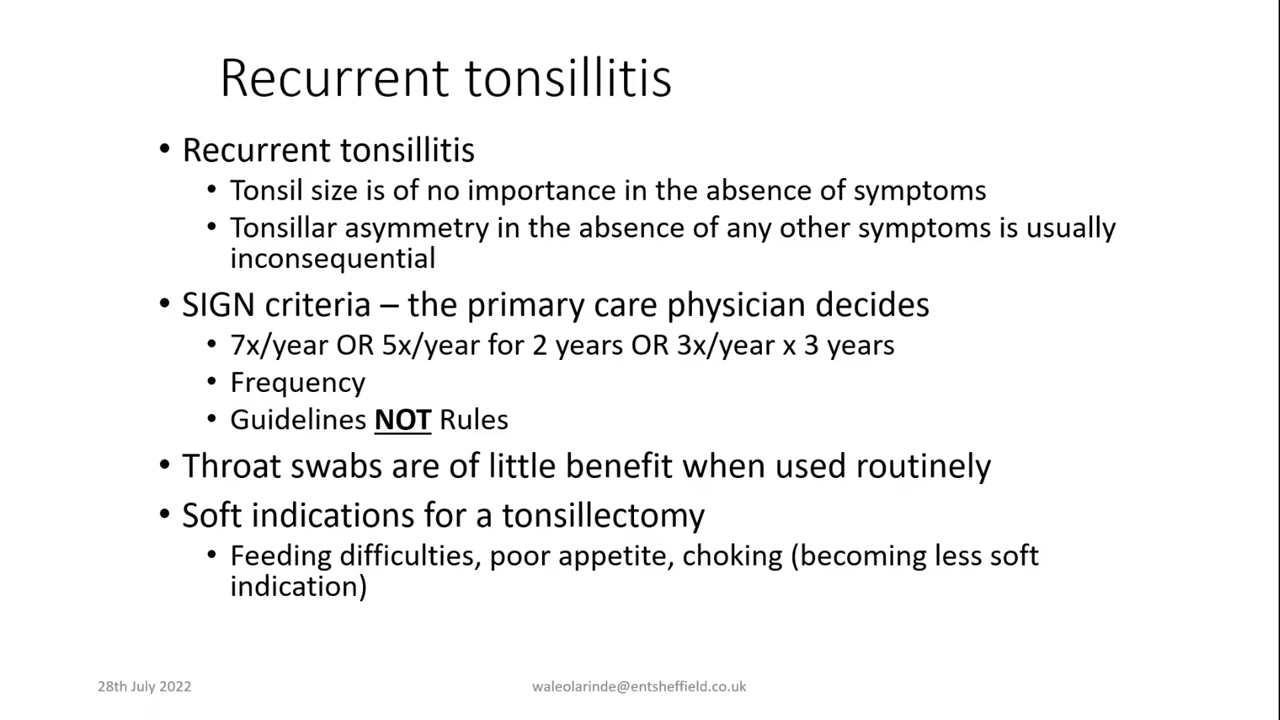 Recurrent tonsillitis
• Recurrent tonsillitis
• Tonsil size is of no importance in the absence of symptoms
• Tonsillar asymmetry in the absence of any other symptoms is usually
inconsequential
• SIGN criteria – the primary care physician decides
• 7x/year OR 5x/year for 2 years OR 3x/year x 3 years
• Frequency
• Guidelines NOT Rules
• Throat swabs are of little benefit when used routinely
• Soft indications for a tonsillectomy
• Feeding difficulties, poor appetite, choking (becoming less soft
indication)
28th July 2022
waleolarinde@entsheffield.co.uk